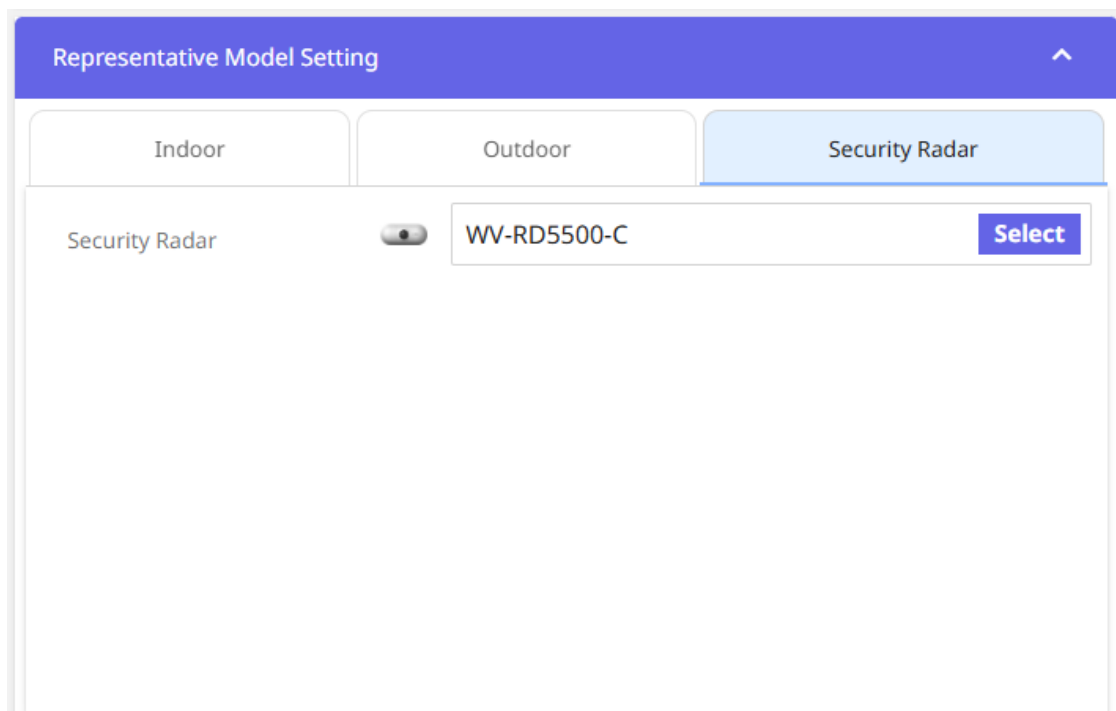 Representative Model Setting
Indoor Outdoor Security Radar
Security Radar WV-RD5500-C Select